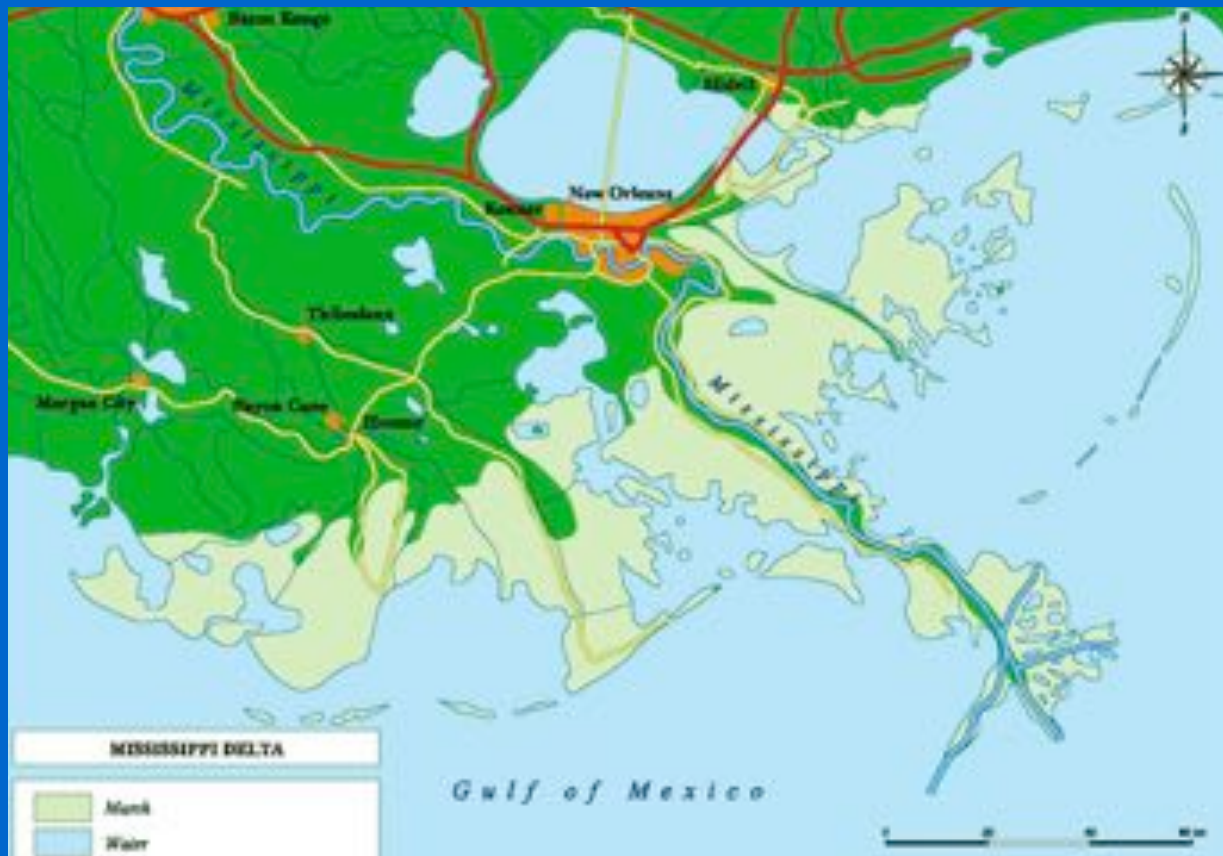 Baton Rouge
N
Slidell
Mississippi
New Orleans
Kenner
S
Thibodaux
Mississippi
Morgan City
Bayou Cane
Houma
MISSISSIPPI DELTA
Gulf of Mexico
Marsh
Water
0